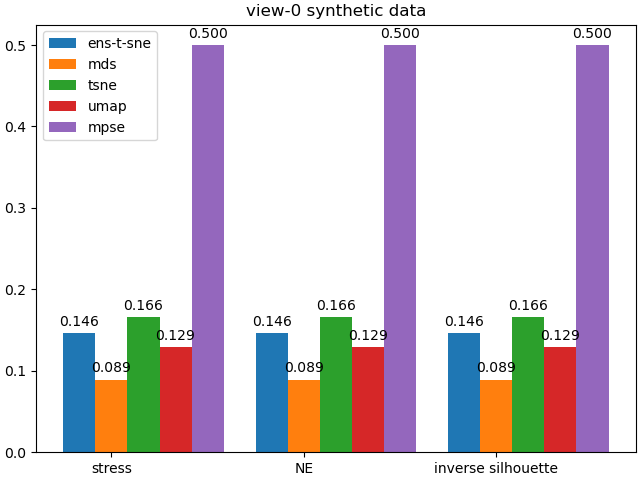 view-0 synthetic data
ens-t-sne
mds
tsne
umap
mpse
0.500 0.500 0.500
0.146 0.089 0.166 0.129 0.146 0.089 0.166 0.129 0.146 0.089 0.166 0.129
0.5
0.4
0.3
0.2
0.1
0.0
stress NE inverse silhouette